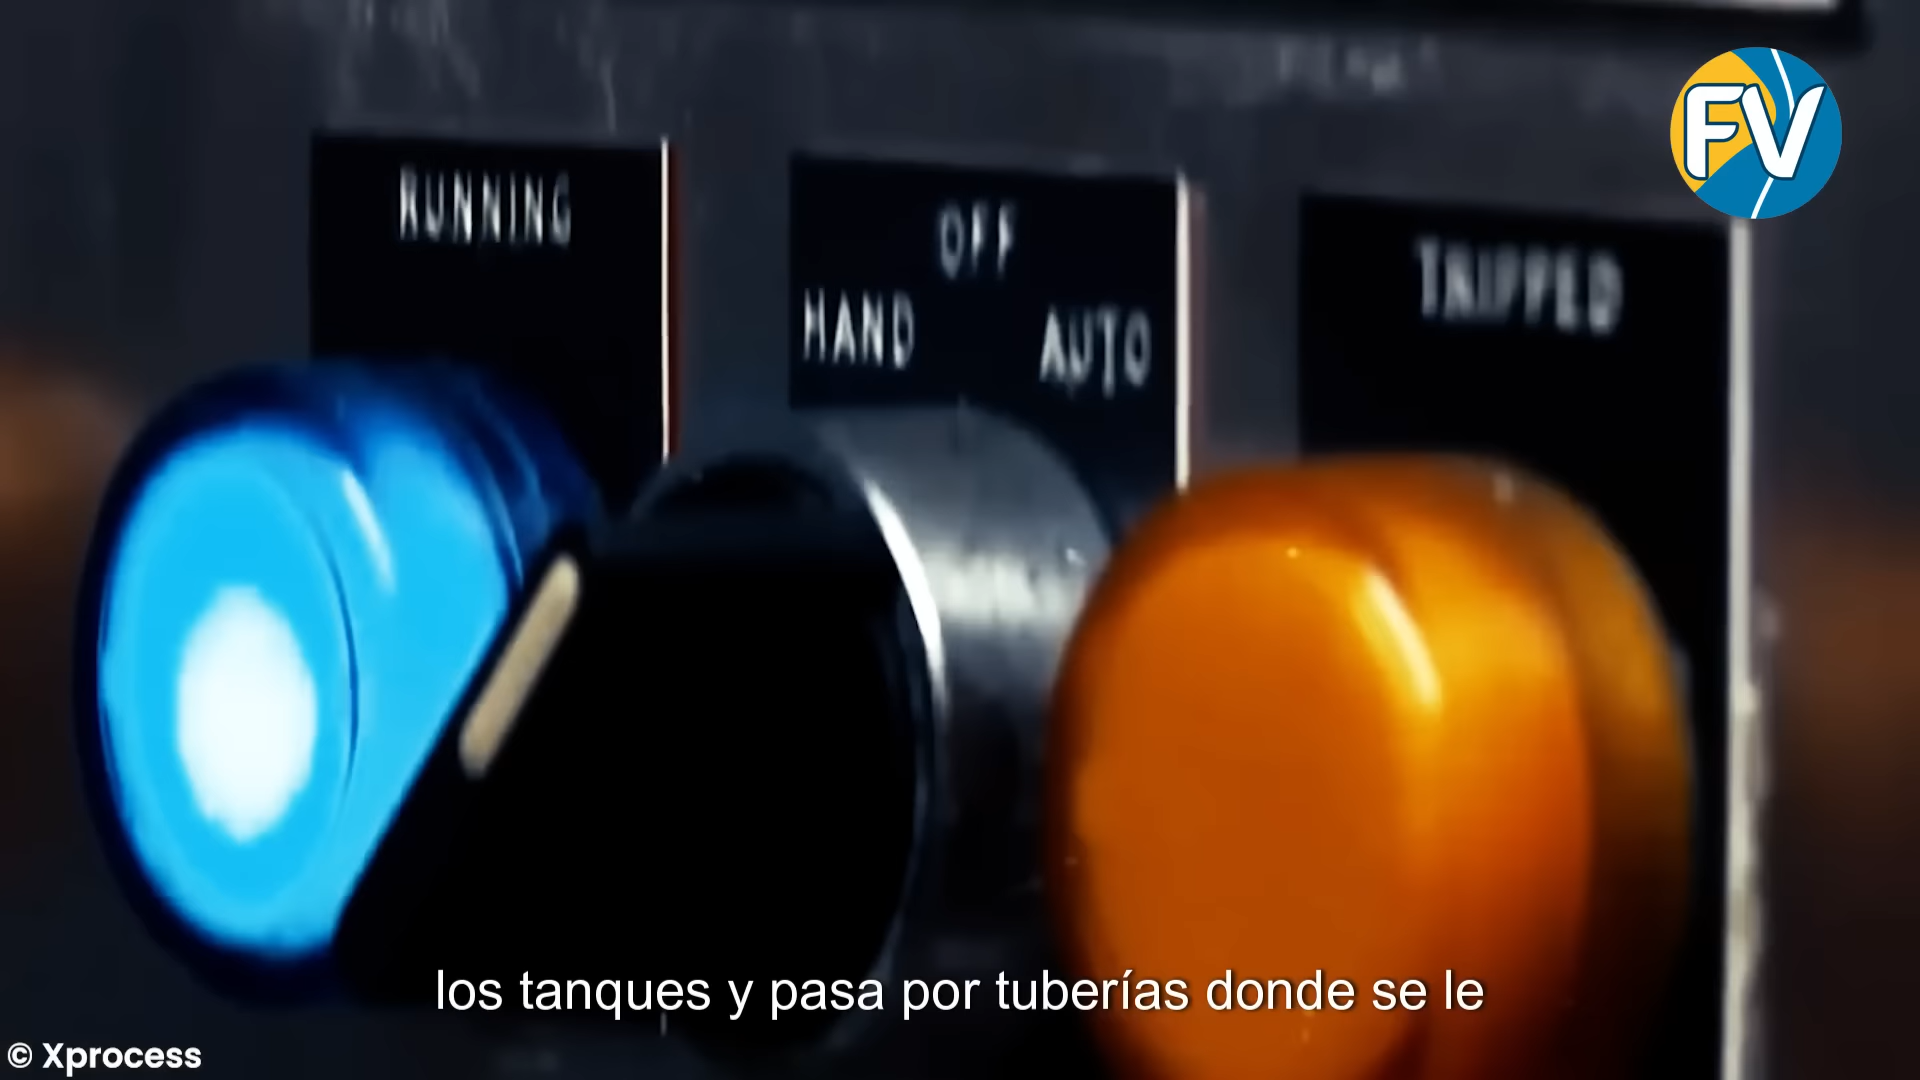 FV
RUNNING
OFF
HAND AUTO
TRIPPED
los tanques y pasa por tuberías donde se le
© Xprocess